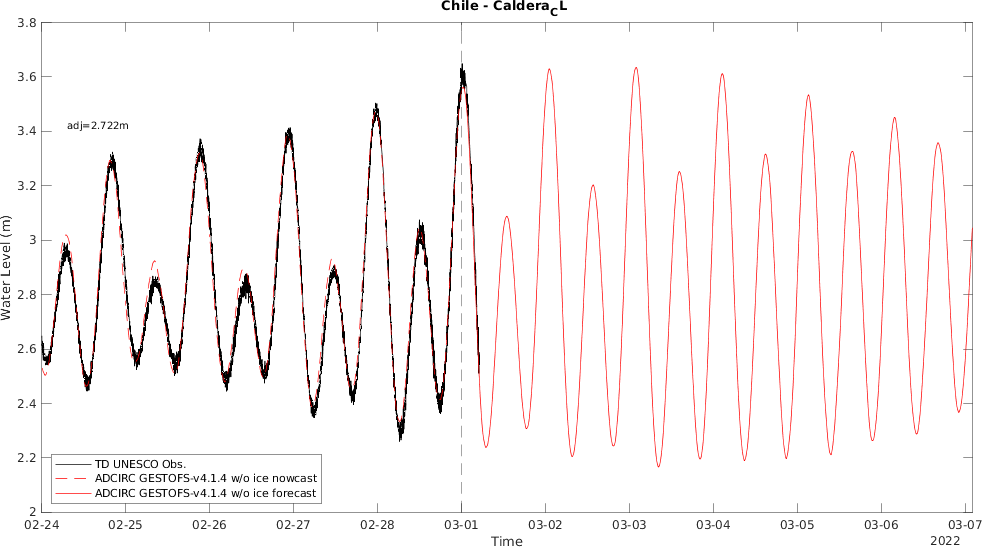 Chile - Caldera_CL
3.8
3.6
3.4
3.2
3
2.8
2.6
2.4
2.2
2
Water Level (m)
adj=2.722m
TD UNESCO Obs.
ADCIRC GESTOFS-v4.1.4 w/o ice nowcast
ADCIRC GESTOFS-v4.1.4 w/o ice forecast
02-24 02-25 02-26 02-27 02-28 03-01 03-02 03-03 03-04 03-05 03-06 03-07
Time
2022